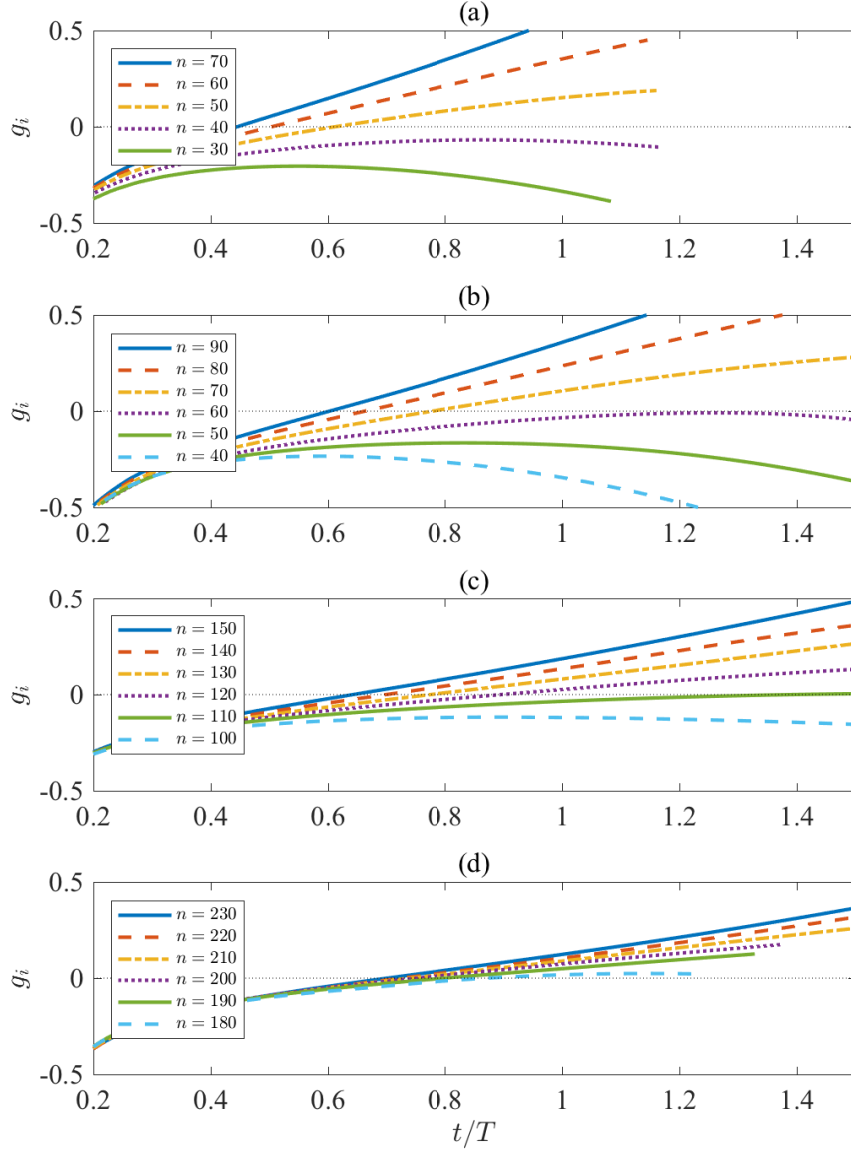 (a)
0.5
n = 70
n = 60
n = 50
n = 40
n = 30
g_i
0
-0.5
0.2 0.4 0.6 0.8 1 1.2 1.4
(b)
0.5
n = 90
n = 80
n = 70
n = 60
n = 50
n = 40
g_i
0
-0.5
0.2 0.4 0.6 0.8 1 1.2 1.4
(c)
0.5
n = 150
n = 140
n = 130
n = 120
n = 110
n = 100
g_i
0
-0.5
0.2 0.4 0.6 0.8 1 1.2 1.4
(d)
0.5
n = 230
n = 220
n = 210
n = 200
n = 190
n = 180
g_i
0
-0.5
0.2 0.4 0.6 0.8 1 1.2 1.4
t/T